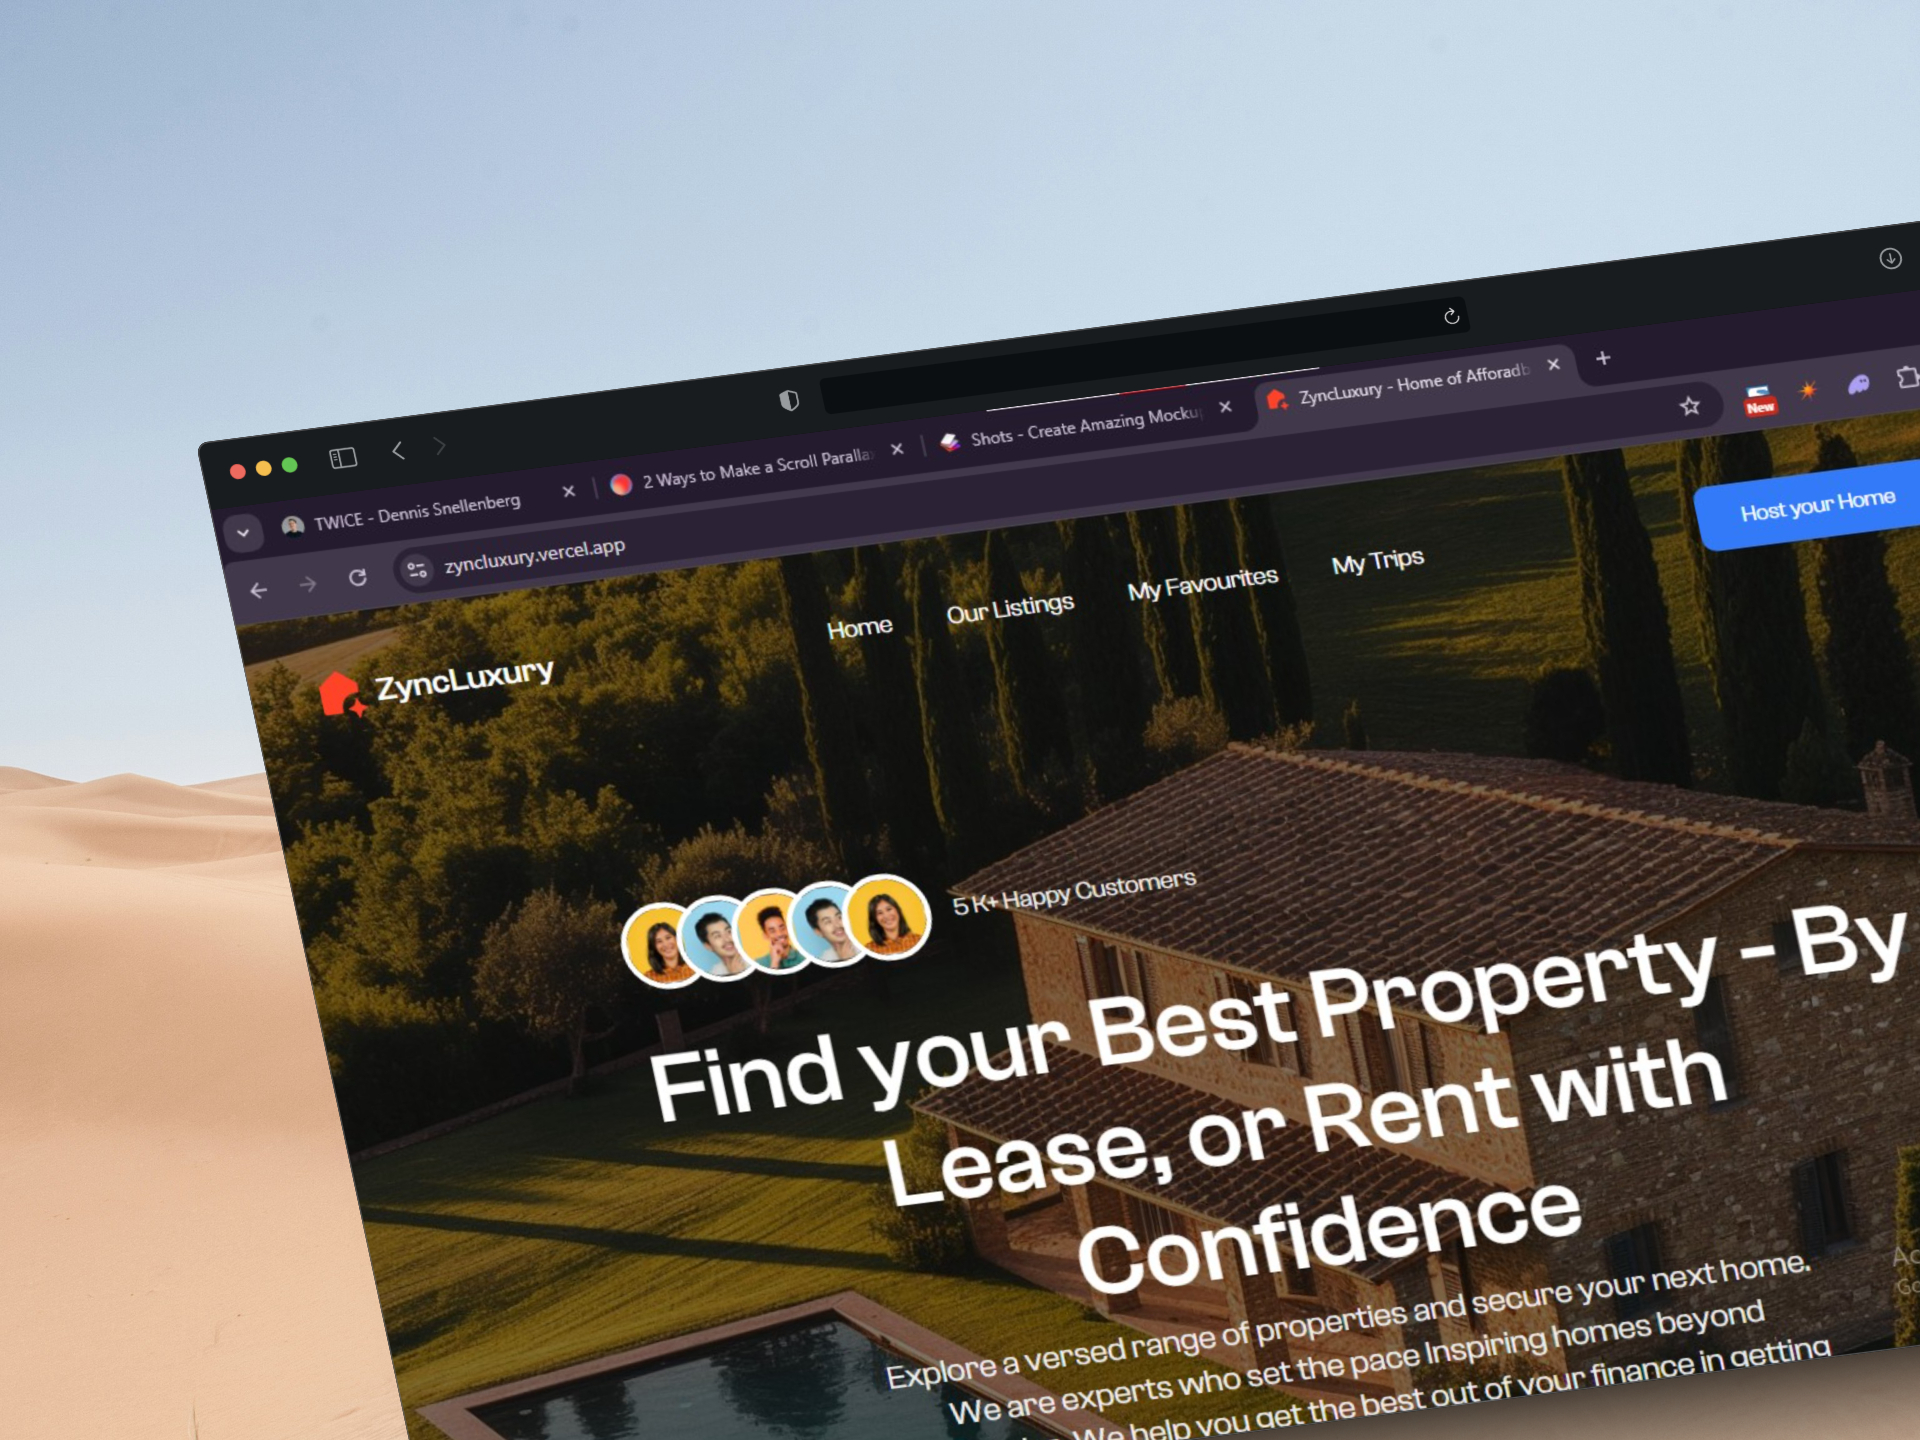 TWICE - Dennis Snellenberg
2 Ways to Make a Scroll Paralla
Shots - Create Amazing Mocku
ZyncLuxury - Home of Afforadb
zyncluxury.vercel.app
New
ZyncLuxury
Home
Our Listings
My Favourites
My Trips
Host your Home
5 K+ Happy Customers
Find your Best Property - By
Lease, or Rent with
Confidence
Explore a versed range of properties and secure your next home.
We are experts who set the pace Inspiring homes beyond
We help you get the best out of your finance in getting